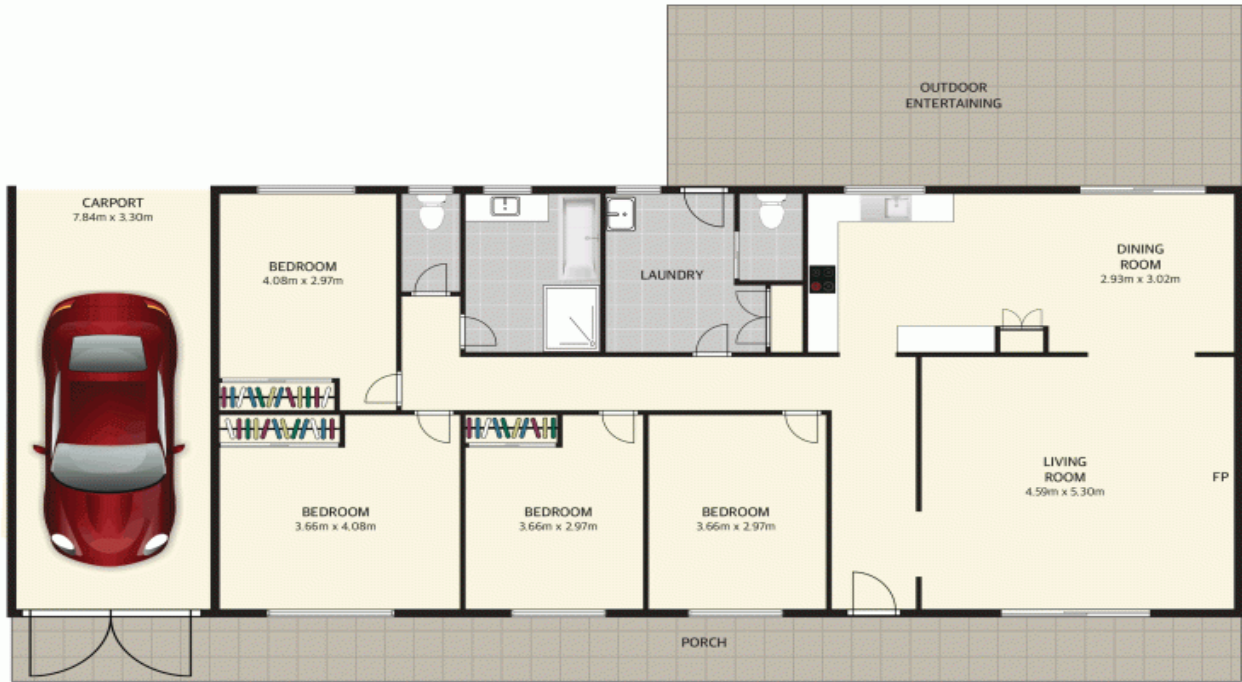 OUTDOOR
ENTERTAINING
CARPORT
7.84m x 3.30m
BEDROOM
4.08m x 2.97m
LAUNDRY
DINING
ROOM
2.93m x 3.02m
BEDROOM
3.66m x 4.08m
BEDROOM
3.66m x 2.97m
BEDROOM
3.66m x 2.97m
LIVING
ROOM
4.59m x 5.30m
FP
PORCH